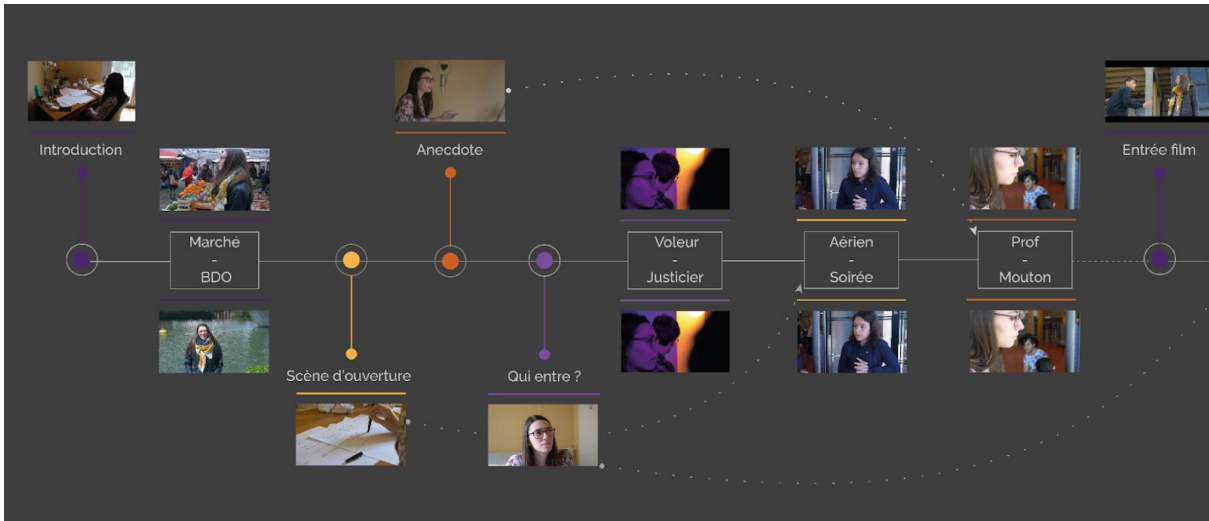 Introduction
Marché
-
BDO
Scène d'ouverture
Anecdote
Qui entre ?
Voleur
-
Justicier
Aérien
-
Soirée
Prof
-
Mouton
Entrée film